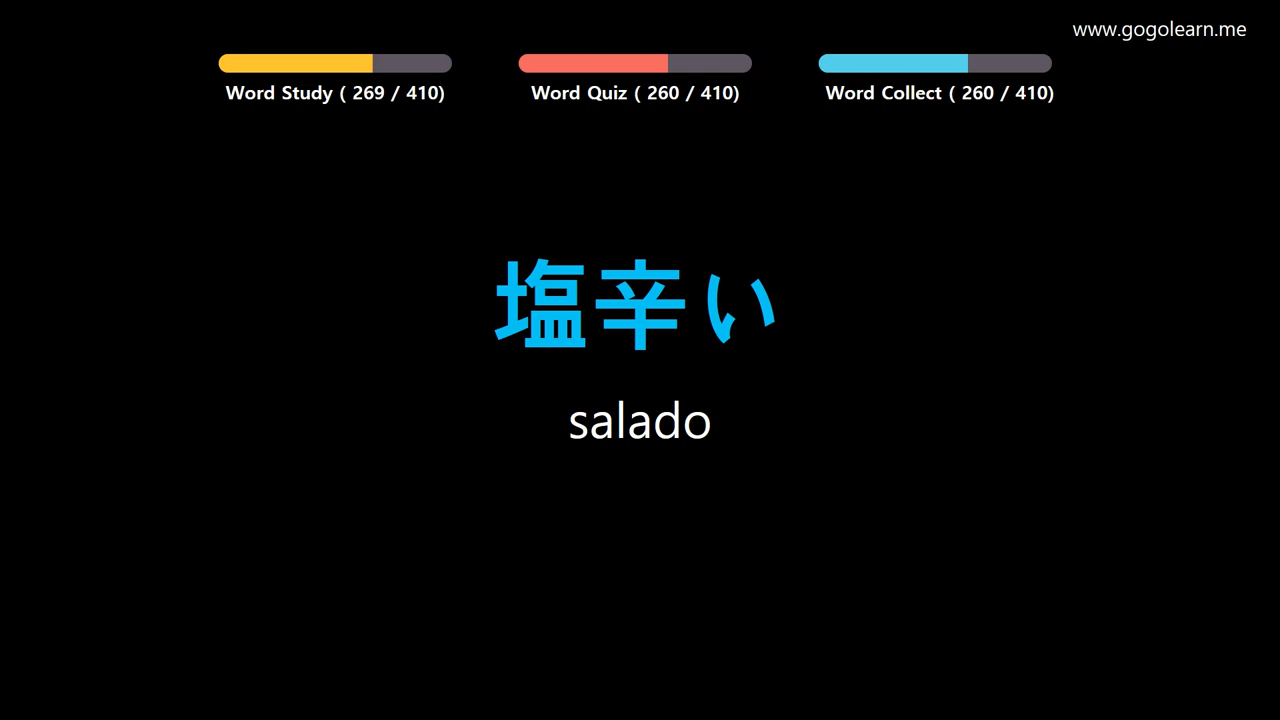 www.gogolearn.me
Word Study ( 269 / 410)
Word Quiz ( 260 / 410)
Word Collect ( 260 / 410)
塩辛い
salado